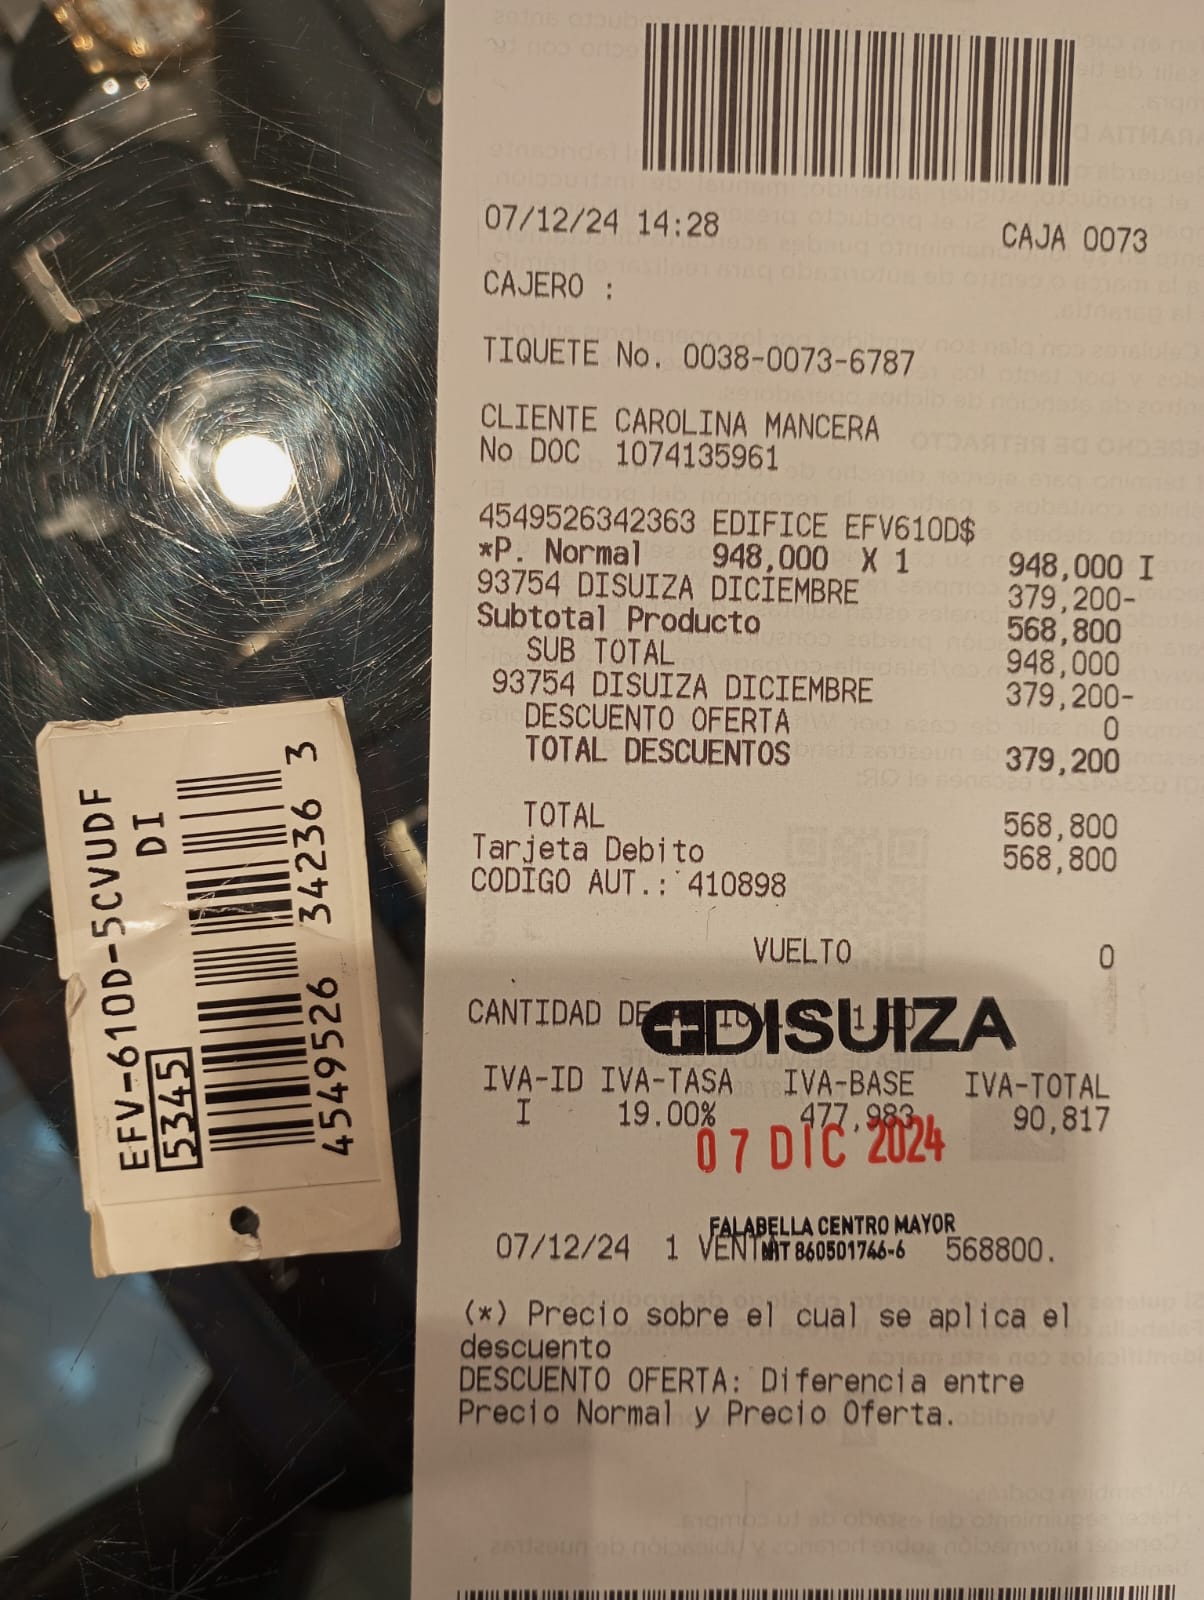 07/12/24 14:28 CAJA 0073
CAJERO :
TIQUETE No. 0038-0073-6787
CLIENTE CAROLINA MANCERA
No DOC 1074135961
4549526342363 EDIFICE EFV610D$
*P. Normal 948,000 X 1 948,000 I
93754 DISUIZA DICIEMBRE 379,200-
Subtotal Producto 568,800
SUB TOTAL 948,000
93754 DISUIZA DICIEMBRE 379,200-
DESCUENTO OFERTA 0
TOTAL DESCUENTOS 379,200
TOTAL 568,800
Tarjeta Debito 568,800
CODIGO AUT.: 410898
VUELTO 0
CANTIDAD DE
DISUIZA
IVA-ID IVA-TASA IVA-BASE IVA-TOTAL
I 19.00% 477,983 90,817
07 DIC 2024
FALABELLA CENTRO MAYOR
NIT 860501766-6
07/12/24 1 VENT 568800.
(*) Precio sobre el cual se aplica el
descuento
DESCUENTO OFERTA: Diferencia entre
Precio Normal y Precio Oferta.
EFV-610D-5CVUDF
DI
5345
4549526 34236 3